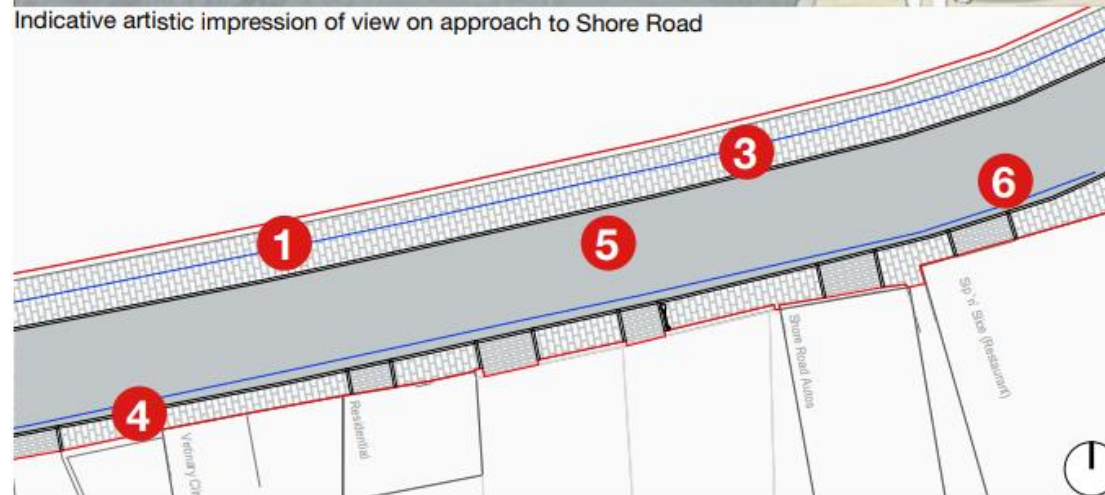 Indicative artistic impression of view on approach to Shore Road
3
6
1
5
4
Sip 'n' Slice (Restaurant)
Shore Road Autos
Residential